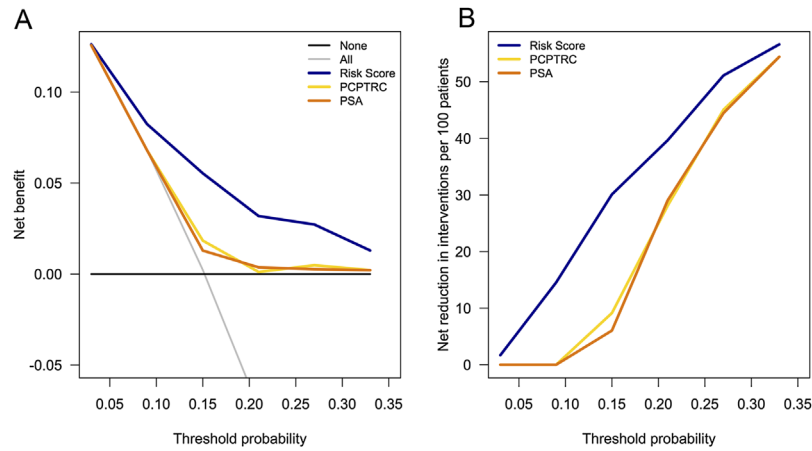 A
Net benefit
0.10
0.05
0.00
-0.05
None
All
Risk Score
PCPTRC
PSA
0.05 0.10 0.15 0.20 0.25 0.30 0.35
Threshold probability
B
Net reduction in interventions per 100 patients
50
40
30
20
10
0
Risk Score
PCPTRC
PSA
0.05 0.10 0.15 0.20 0.25 0.30 0.35
Threshold probability